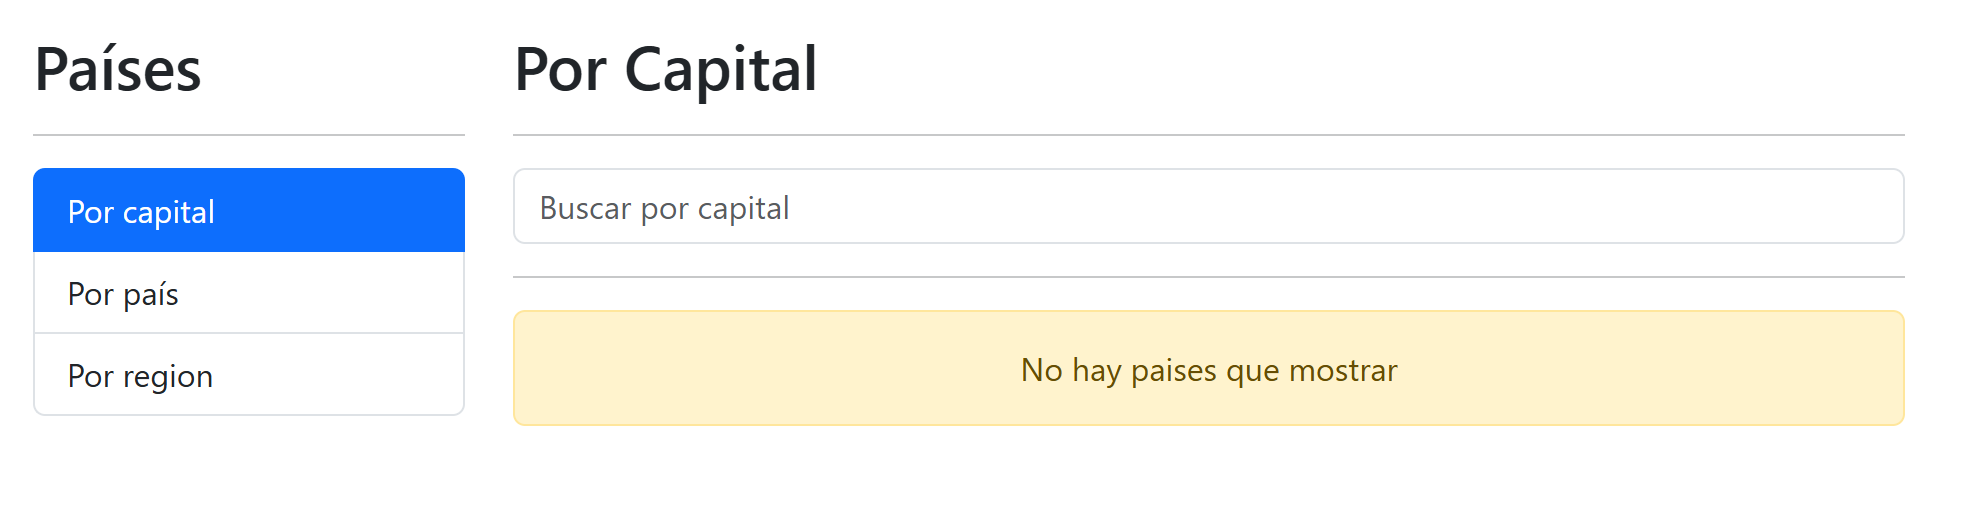 Países
Por capital
Por país
Por region
Por Capital
Buscar por capital
No hay paises que mostrar